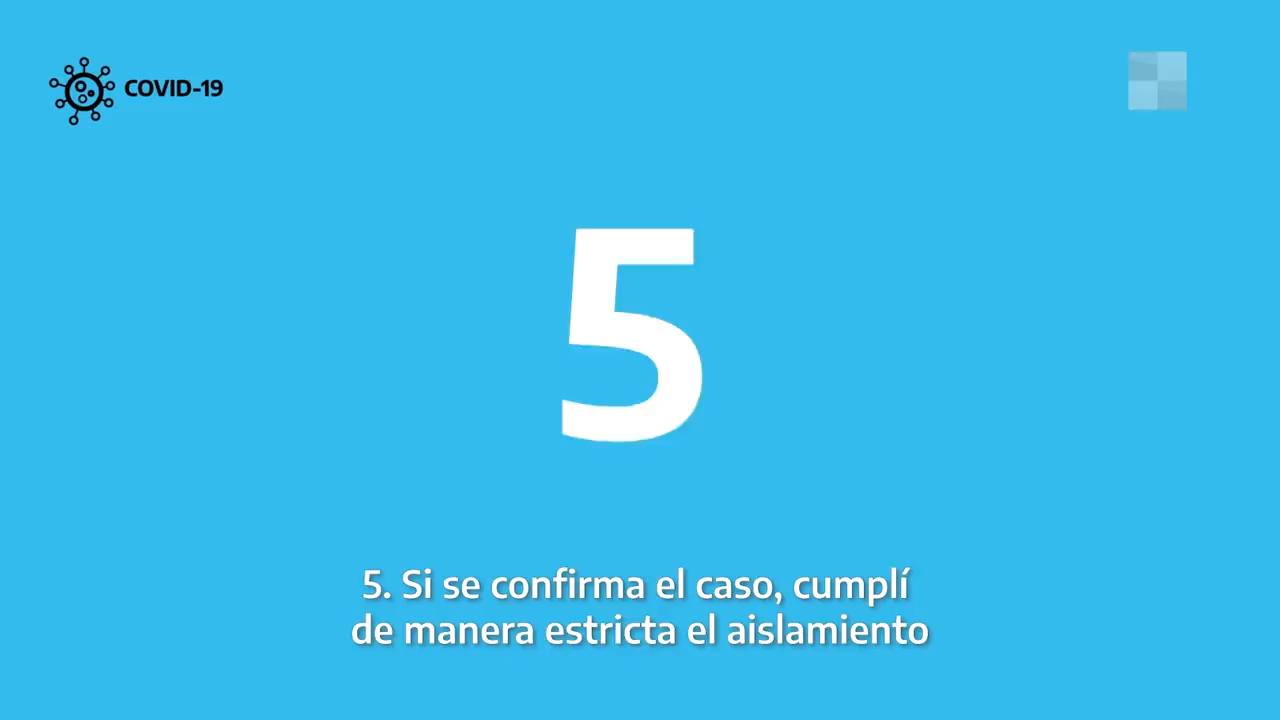 COVID-19
5
5. Si se confirma el caso, cumplí
de manera estricta el aislamiento